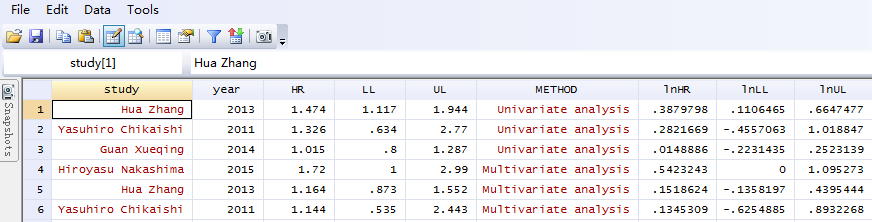 File Edit Data Tools
study[1] Hua Zhang
Snapshots
study year HR LL UL METHOD lnHR lnLL lnUL
1 Hua Zhang 2013 1.474 1.117 1.944 Univariate analysis .3879798 .1106465 .6647477
2 Yasuhiro Chikaishi 2011 1.326 .634 2.77 Univariate analysis .2821669 -.4557063 1.018847
3 Guan Xueqing 2014 1.015 .8 1.287 Univariate analysis .0148886 -.2231435 .2523139
4 Hiroyasu Nakashima 2015 1.72 1 2.99 Multivariate analysis .5423243 0 1.095273
5 Hua Zhang 2013 1.164 .873 1.552 Multivariate analysis .1518624 -.1358197 .4395444
6 Yasuhiro Chikaishi 2011 1.144 .535 2.443 Multivariate analysis .1345309 -.6254885 .8932268